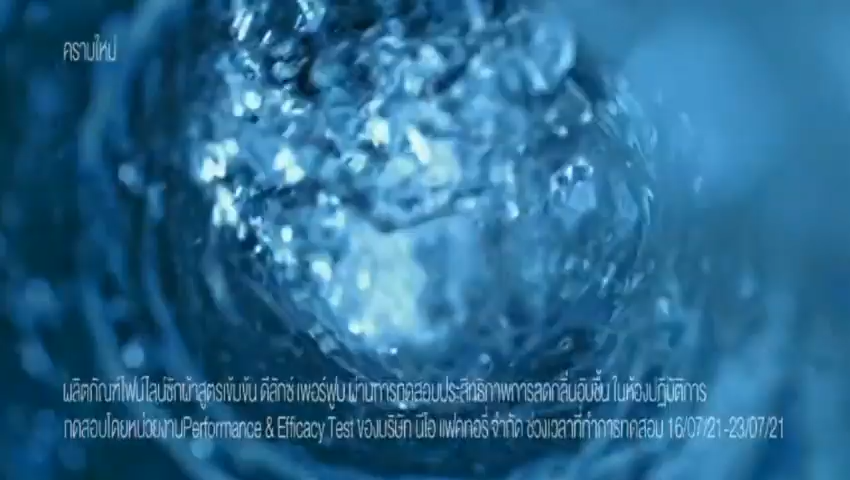 คราบใหม่
ผลิตภัณฑ์ไฟน์ไลน์ซักผ้าสูตรเข้มข้น ดีลักซ์ เพอร์ฟูม ผ่านการทดสอบประสิทธิภาพการลดกลิ่นอับชื้น ในห้องปฏิบัติการ
ทดสอบโดยหน่วยงานPerformance & Efficacy Test ของบริษัท นีโอ แฟคทอรี่ จำกัด ช่วงเวลาที่ทำการทดสอบ 16/07/21-23/07/21